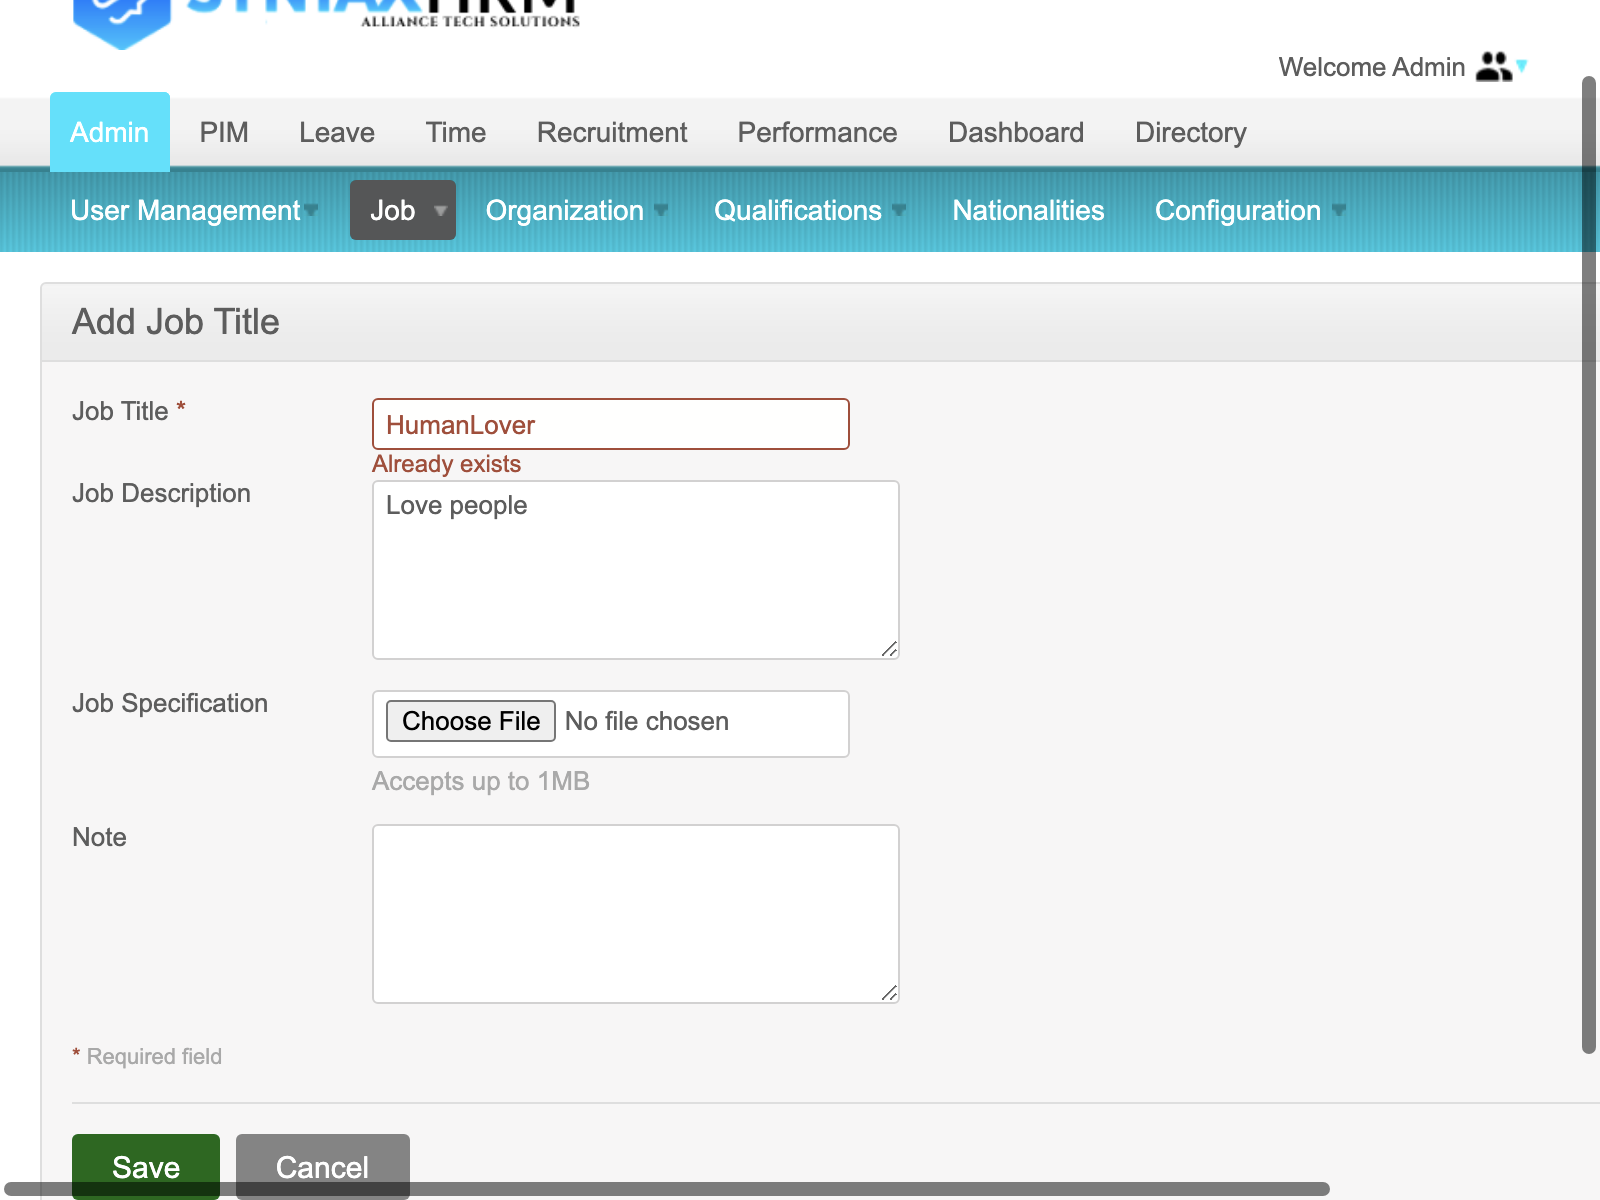 ALLIANCE TECH SOLUTIONS
Welcome Admin
Admin PIM Leave Time Recruitment Performance Dashboard Directory
User Management Job Organization Qualifications Nationalities Configuration
Add Job Title
Job Title * HumanLover
Already exists
Job Description Love people
Job Specification Choose File No file chosen
Accepts up to 1MB
Note
* Required field
Save Cancel